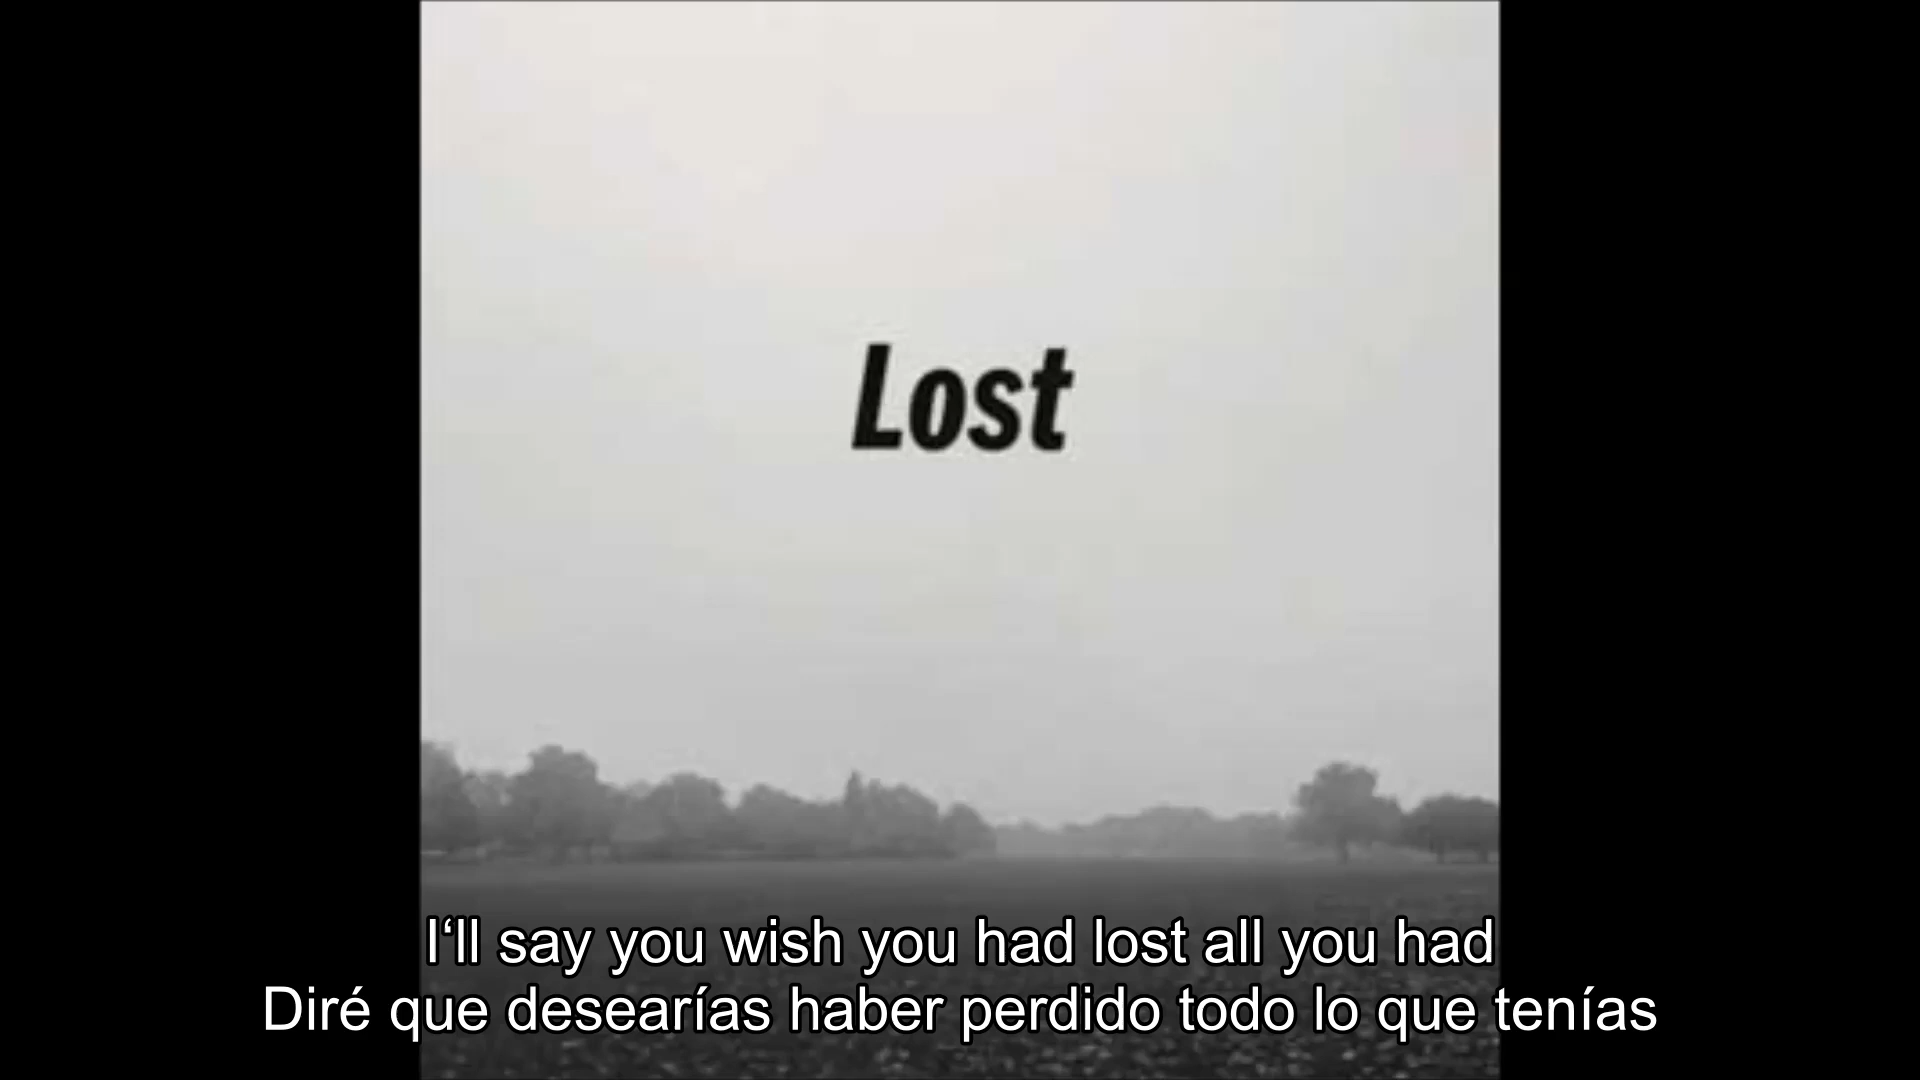 Lost
I‘ll say you wish you had lost all you had
Diré que desearías haber perdido todo lo que tenías